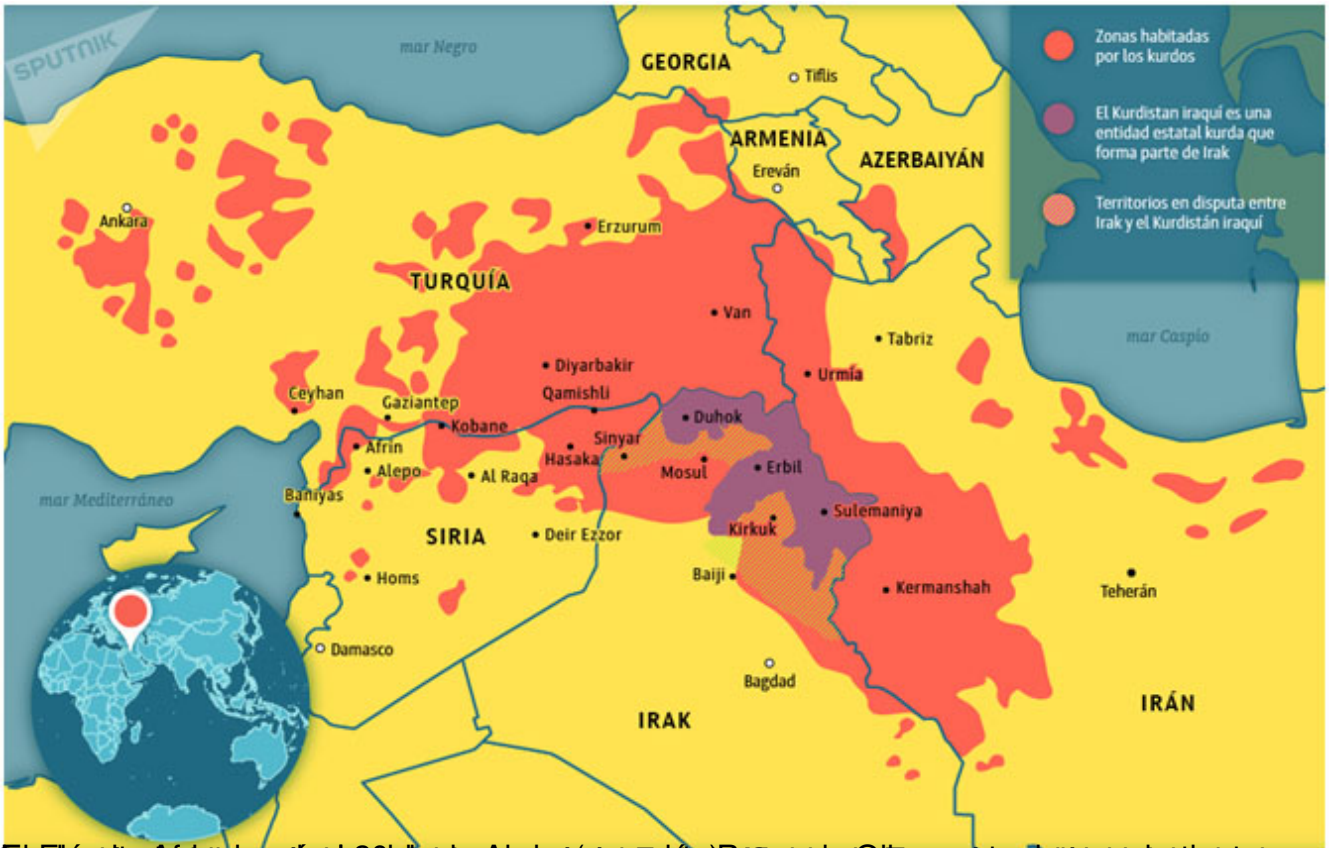 SPUTNIK
mar Negro
Zonas habitadas
por los kurdos
GEORGIA
Tiflis
El Kurdistan iraquí es una
entidad estatal kurda que
forma parte de Irak
ARMENIA
AZERBAIYÁN
Ereván
Territorios en disputa entre
Irak y el Kurdistán iraquí
Ankara
Erzurum
TURQUÍA
Van
Tabriz
mar Caspio
Diyarbakir
Urmía
Ceyhan
Qamishli
Gaziantep
Kobane
Duhok
Sinyar
Afrin
Hasaka
Alepo
Al Raqa
Mosul
Erbil
Baniyas
mar Mediterráneo
Sulemaniya
Kirkuk
SIRIA
Deir Ezzor
Homs
Baiji
Kermanshah
Teherán
Damasco
Bagdad
IRAK
IRÁN